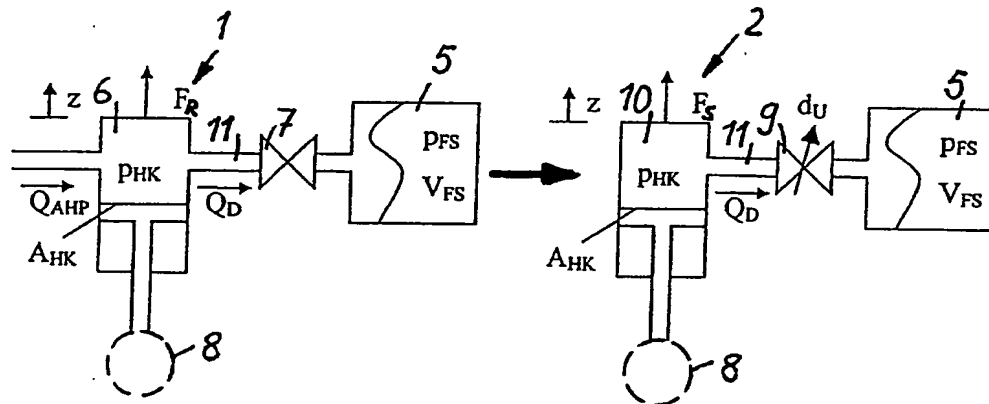 1
z
6
F_R
11
7
5
p_HK
Q_AHP
Q_D
A_HK
p_FS
V_FS
8
2
z
10
F_S
11
9
d_U
5
p_HK
Q_D
A_HK
p_FS
V_FS
8